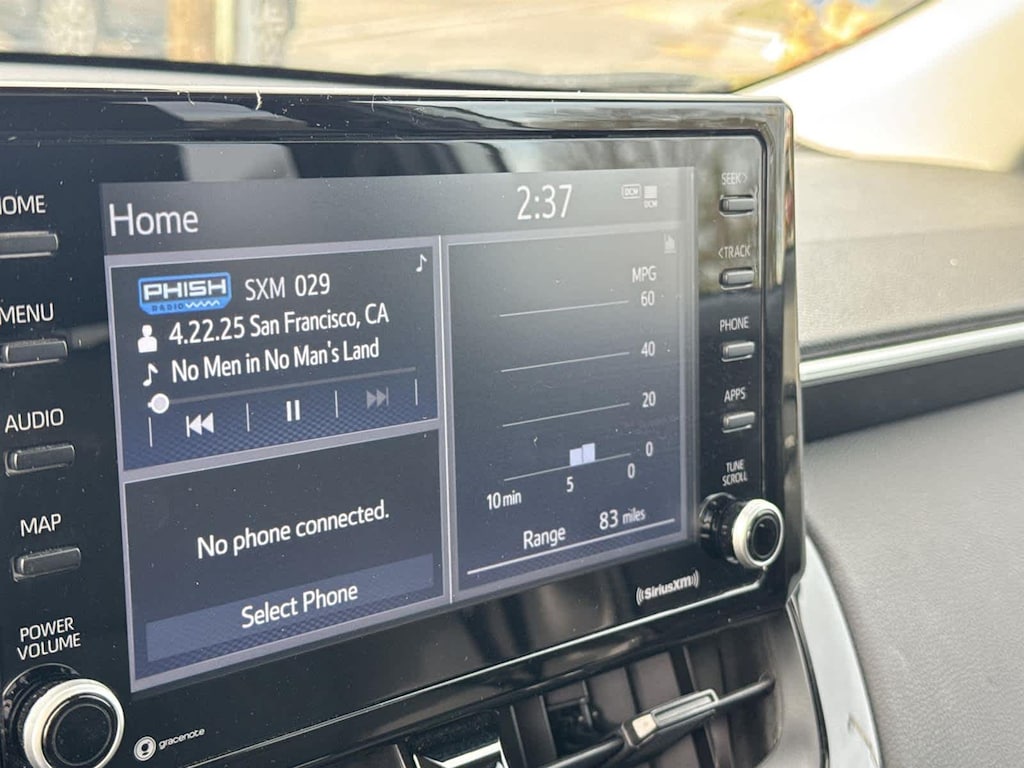 HOME
MENU
AUDIO
MAP
POWER
VOLUME
Home
2:37
DCM
DCM
PHISH
RADIO
SXM 029
4.22.25 San Francisco, CA
No Men in No Man's Land
No phone connected.
Select Phone
MPG
60
40
20
0
10 min
5
0
Range
83 miles
SEEK>
<TRACK
PHONE
APPS
TUNE
SCROLL
((SiriusXM))
gracenote